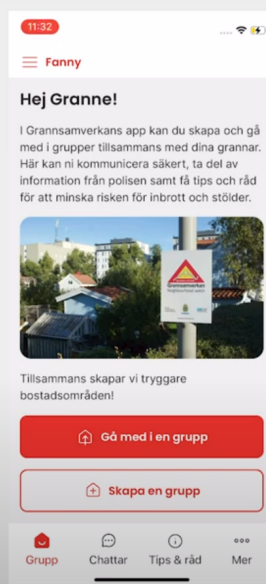 11:32
Fanny
Hej Granne!
I Grannsamverkans app kan du skapa och gå
med i grupper tillsammans med dina grannar.
Här kan ni kommunicera säkert, ta del av
information från polisen samt få tips och råd
för att minska risken för inbrott och stölder.
Grannsamverkan
Tillsammans skapar vi tryggare
bostadsområden!
Gå med i en grupp
Skapa en grupp
Grupp
Chattar
Tips & råd
Mer